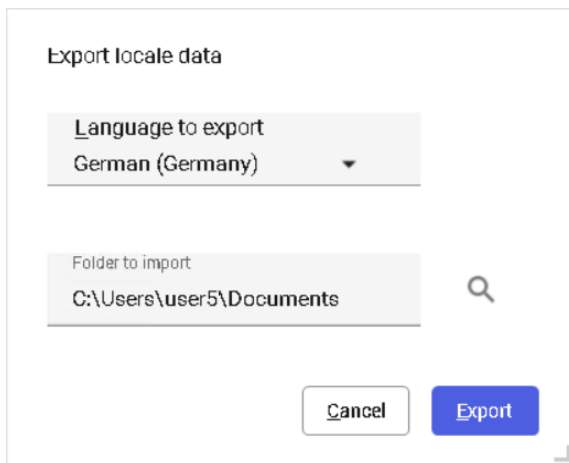 Export locale data
Language to export
German (Germany)
Folder to import
C:\Users\user5\Documents
Cancel
Export